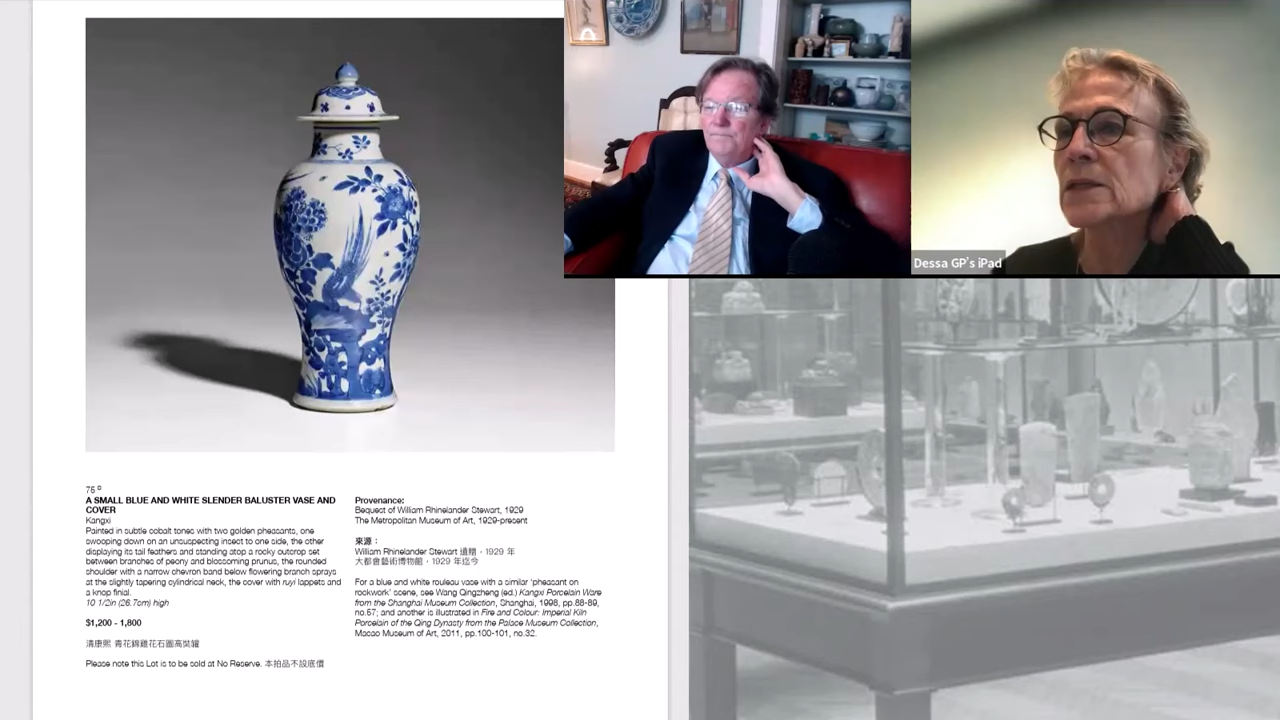 Dessa GP's iPad
75 º
A SMALL BLUE AND WHITE SLENDER BALUSTER VASE AND
COVER
Kangxi
Painted in subtle cobalt tones with two golden pheasants, one
swooping down on an unsuspecting insect to one side, the other
displaying its tail feathers and standing atop a rocky outcrop set
between branches of peony and blossoming prunus, the rounded
shoulder with a narrow chevron band below flowering branch sprays
at the slightly tapering cylindrical neck, the cover with ruyi lappets and
a knop finial.
10 1/2in (26.7cm) high
$1,200 - 1,800
清康熙 青花錦雞花石圖高奘罐
Please note this Lot is to be sold at No Reserve. 本拍品不設底價
Provenance:
Bequest of William Rhinelander Stewart, 1929
The Metropolitan Museum of Art, 1929-present
來源：
William Rhinelander Stewart 遺贈，1929 年
大都會藝術博物館，1929 年迄今
For a blue and white rouleau vase with a similar 'pheasant on
rockwork' scene, see Wang Qingzheng (ed.) Kangxi Porcelain Ware
from the Shanghai Museum Collection, Shanghai, 1998, pp.88-89,
no.57; and another is illustrated in Fire and Colour: Imperial Kiln
Porcelain of the Qing Dynasty from the Palace Museum Collection,
Macao Museum of Art, 2011, pp.100-101, no.32.